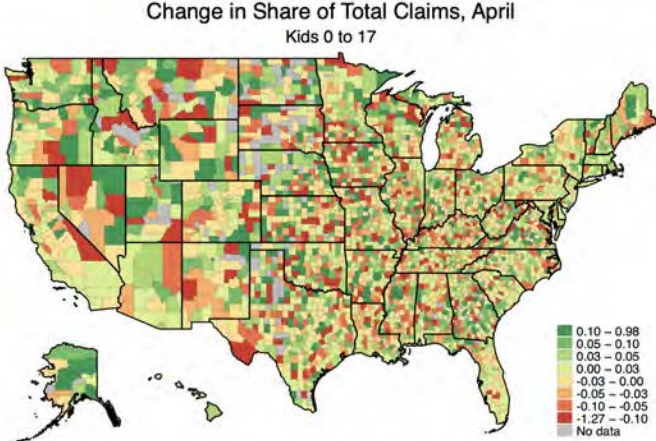 Change in Share of Total Claims, April
Kids 0 to 17
0.10 – 0.98
0.05 – 0.10
0.03 – 0.05
0.00 – 0.03
-0.03 – 0.00
-0.05 – -0.03
-0.10 – -0.05
-1.27 – -0.10
No data